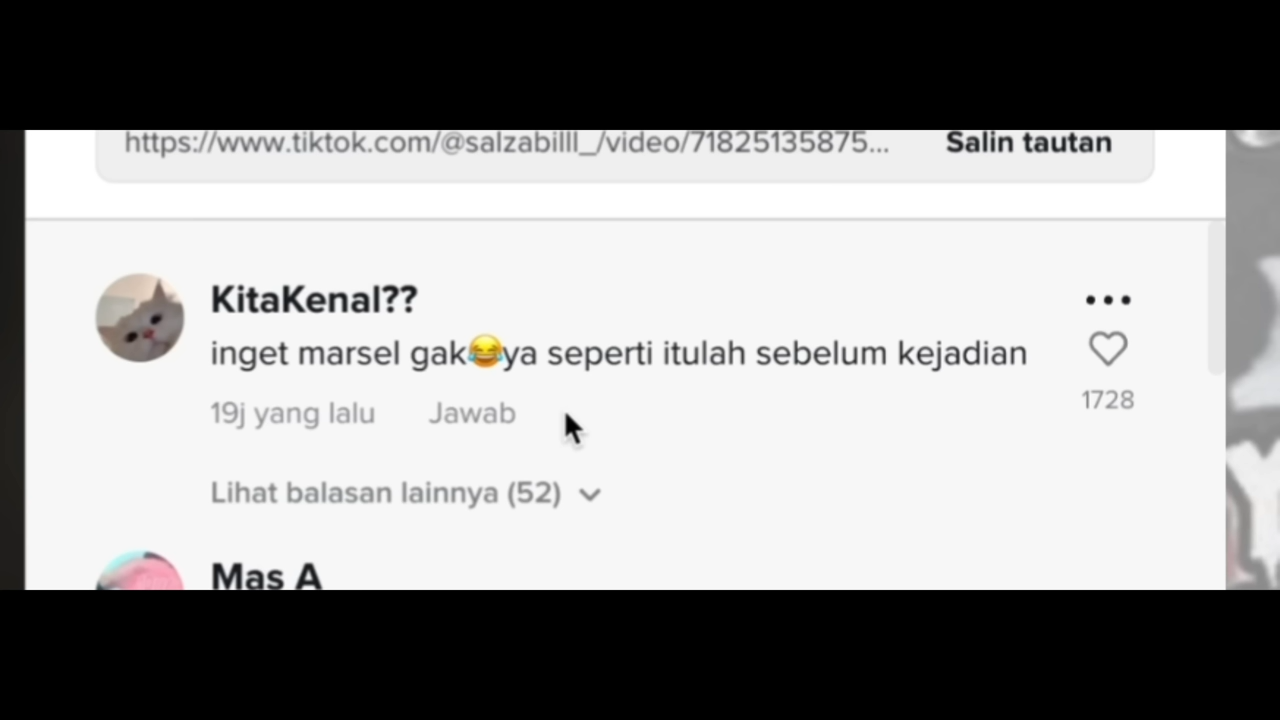 https://www.tiktok.com/@salzabilll_/video/71825135875... Salin tautan
KitaKenal??
inget marsel gak😂ya seperti itulah sebelum kejadian
1728
19j yang lalu Jawab
Lihat balasan lainnya (52)
Mas A